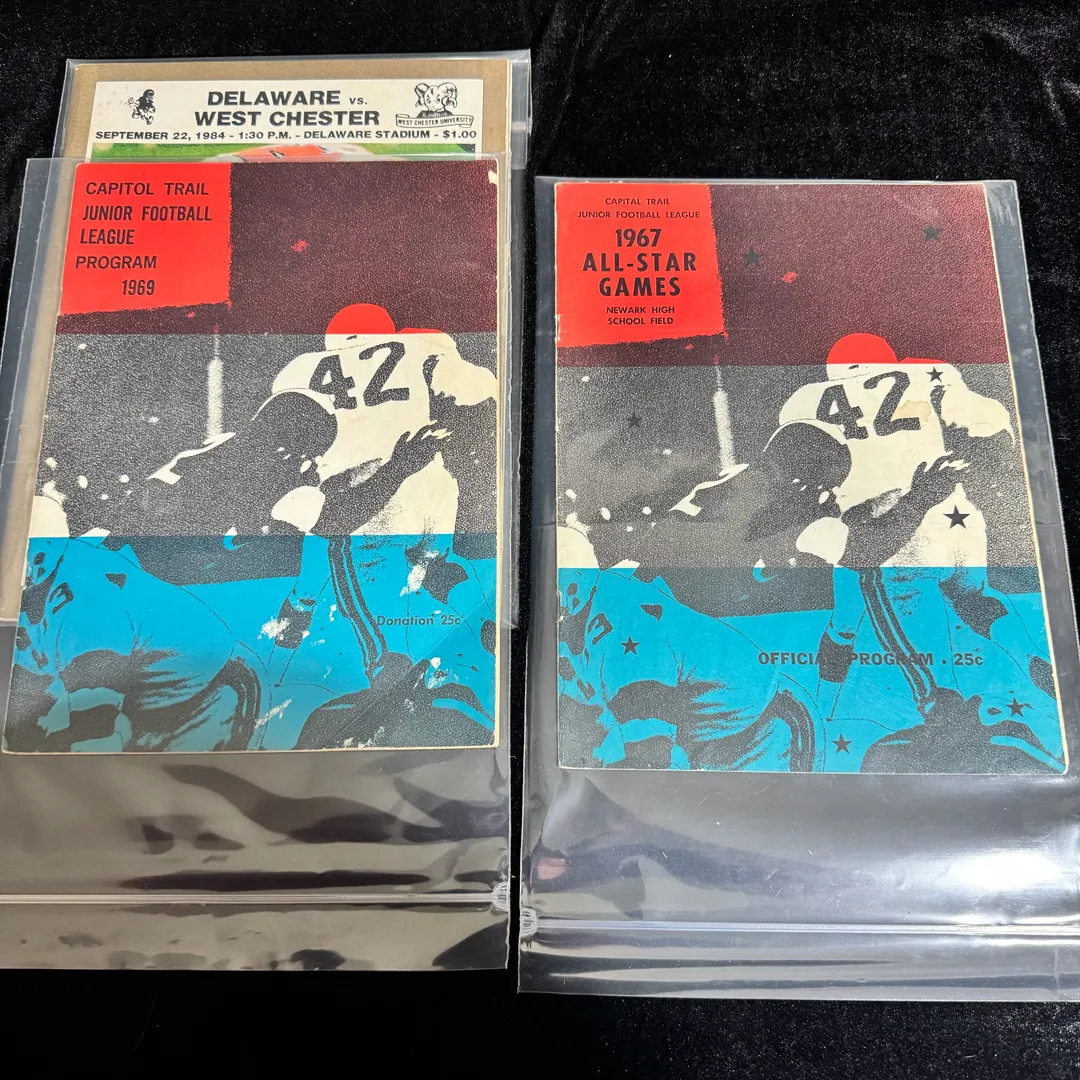 DELAWARE vs.
WEST CHESTER
WEST CHESTER UNIVERSITY
SEPTEMBER 22, 1984 - 1:30 P.M. - DELAWARE STADIUM - $1.00
CAPITOL TRAIL
JUNIOR FOOTBALL
LEAGUE
PROGRAM
1969
42
Donation 25c
CAPITAL TRAIL
JUNIOR FOOTBALL LEAGUE
1967
ALL-STAR
GAMES
NEWARK HIGH
SCHOOL FIELD
42
OFFICIAL PROGRAM . 25c